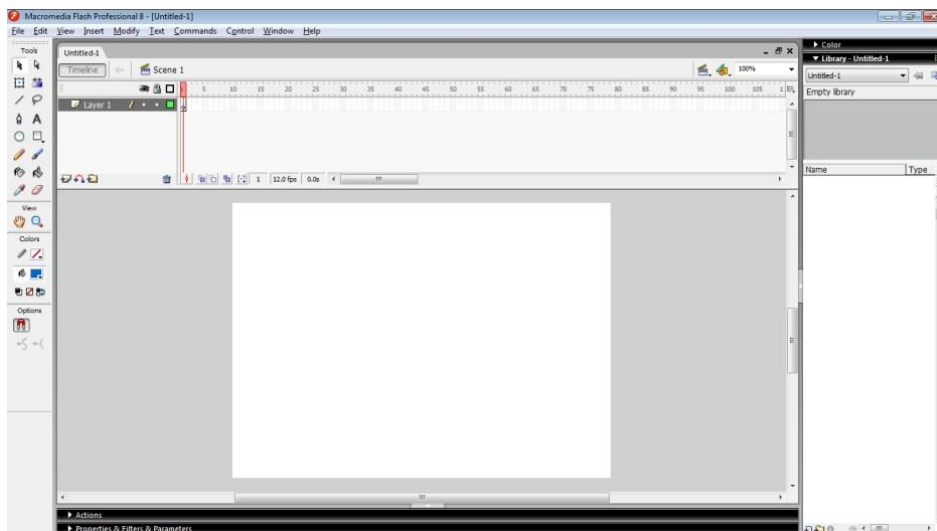 Macromedia Flash Professional 8 - [Untitled-1]
File Edit View Insert Modify Text Commands Control Window Help
Tools
View
Colors
Options
Untitled-1
Timeline
Scene 1
100%
1 5 10 15 20 25 30 35 40 45 50 55 60 65 70 75 80 85 90 95 100 105 1
Layer 1
1 12.0 fps 0.0s
Actions
Properties & Filters & Parameters
Color
Library - Untitled-1
Untitled-1
Empty library
Name Type